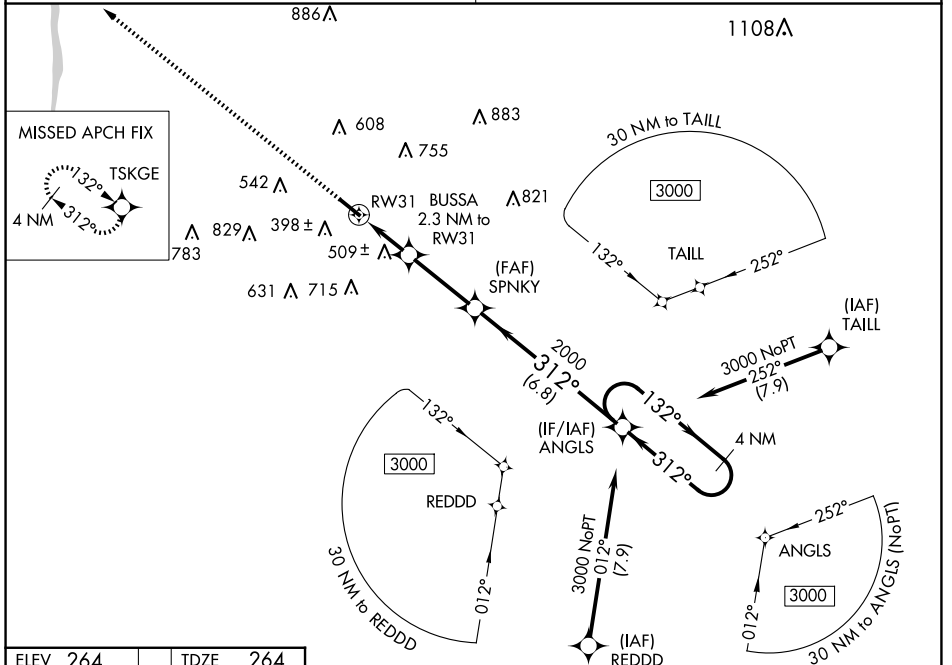 886
1108
MISSED APCH FIX
132°
TSKGE
312°
4 NM
608
883
755
542
821
RW31
BUSSA
2.3 NM to
RW31
783
829
398 ±
509 ±
631
715
(FAF)
SPNKY
30 NM to TAILL
3000
TAILL
132°
252°
(IAF)
TAILL
3000 NoPT
252°
(7.9)
2000
312°
(6.8)
132°
4 NM
312°
(IF/IAF)
ANGLS
132°
3000
REDDD
012°
30 NM to REDDD
3000 NoPT
012°
(7.9)
(IAF)
REDDD
252°
ANGLS
3000
012°
30 NM to ANGLS (NoPT)
ELEV 264
TDZE 264